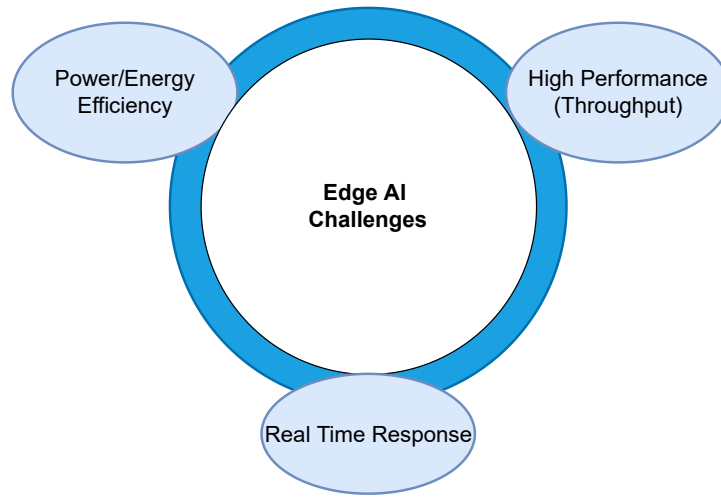 Power/Energy
Efficiency
High Performance
(Throughput)
Edge AI
Challenges
Real Time Response